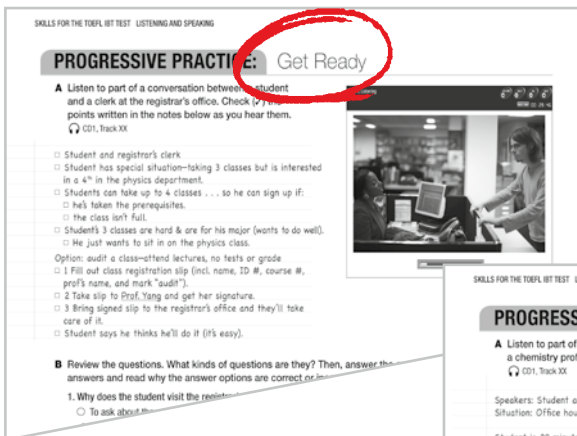 SKILLS FOR THE TOEFL IBT TEST LISTENING AND SPEAKING
PROGRESSIVE PRACTICE: Get Ready
A Listen to part of a conversation between student
and a clerk at the registrar's office. Check (✓) the
points written in the notes below as you hear them.
CD1, Track XX
□ Student and registrar's clerk
□ Student has special situation—taking 3 classes but is interested
in a 4th in the physics department.
□ Students can take up to 4 classes . . . so he can sign up if:
□ he's taken the prerequisites.
□ the class isn't full.
□ Student's 3 classes are hard & are for his major (wants to do well).
□ He just wants to sit in on the physics class.
Option: audit a class—attend lectures, no tests or grade
□ 1 Fill out class registration slip (incl. name, ID #, course #,
prof's name, and mark "audit").
□ 2 Take slip to Prof. Yang and get her signature.
□ 3 Bring signed slip to the registrar's office and they'll take
care of it.
□ Student says he thinks he'll do it (it's easy).
B Review the questions. What kinds of questions are they? Then, answer the
answers and read why the answer options are correct or
1. Why does the student visit the
To ask about
SKILLS FOR THE TOEFL IBT TEST
PROGRESS
A Listen to part of
a chemistry prof
CD1, Track XX
Speakers: Student a
Situation: Office hou